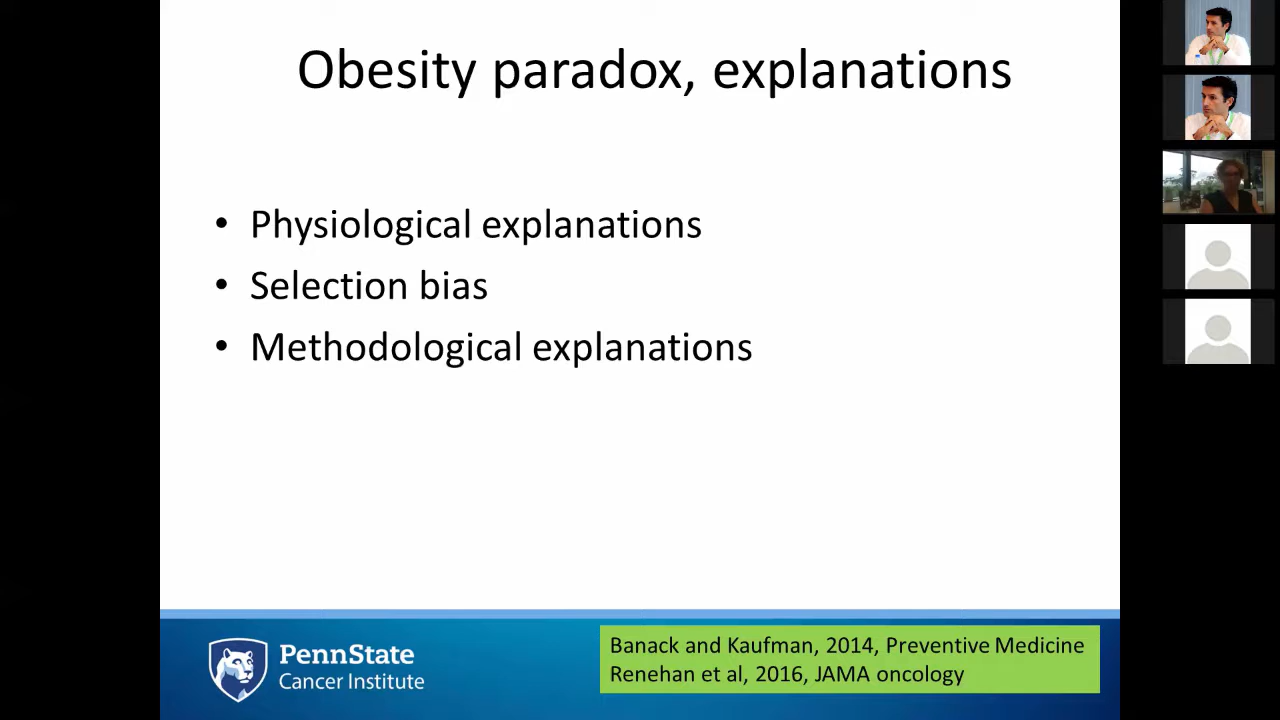 Obesity paradox, explanations
• Physiological explanations
• Selection bias
• Methodological explanations
PennState
Cancer Institute
Banack and Kaufman, 2014, Preventive Medicine
Renehan et al, 2016, JAMA oncology